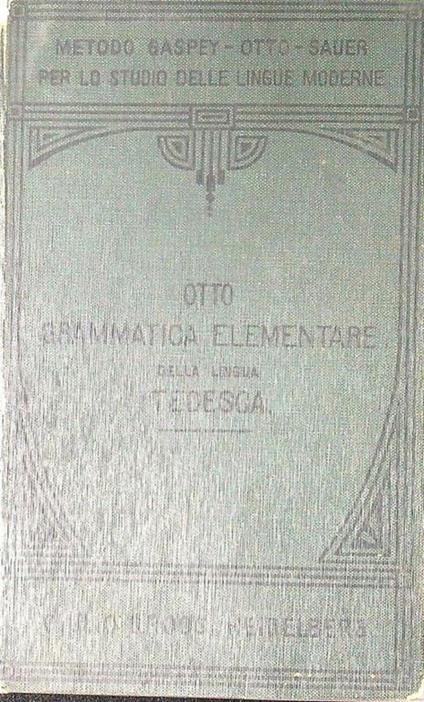 METODO GASPEY-OTTO-SAUER
PER LO STUDIO DELLE LINGUE MODERNE
OTTO
GRAMMATICA ELEMENTARE
DELLA LINGUA
TEDESCA.
GROOS, HEIDELBERG